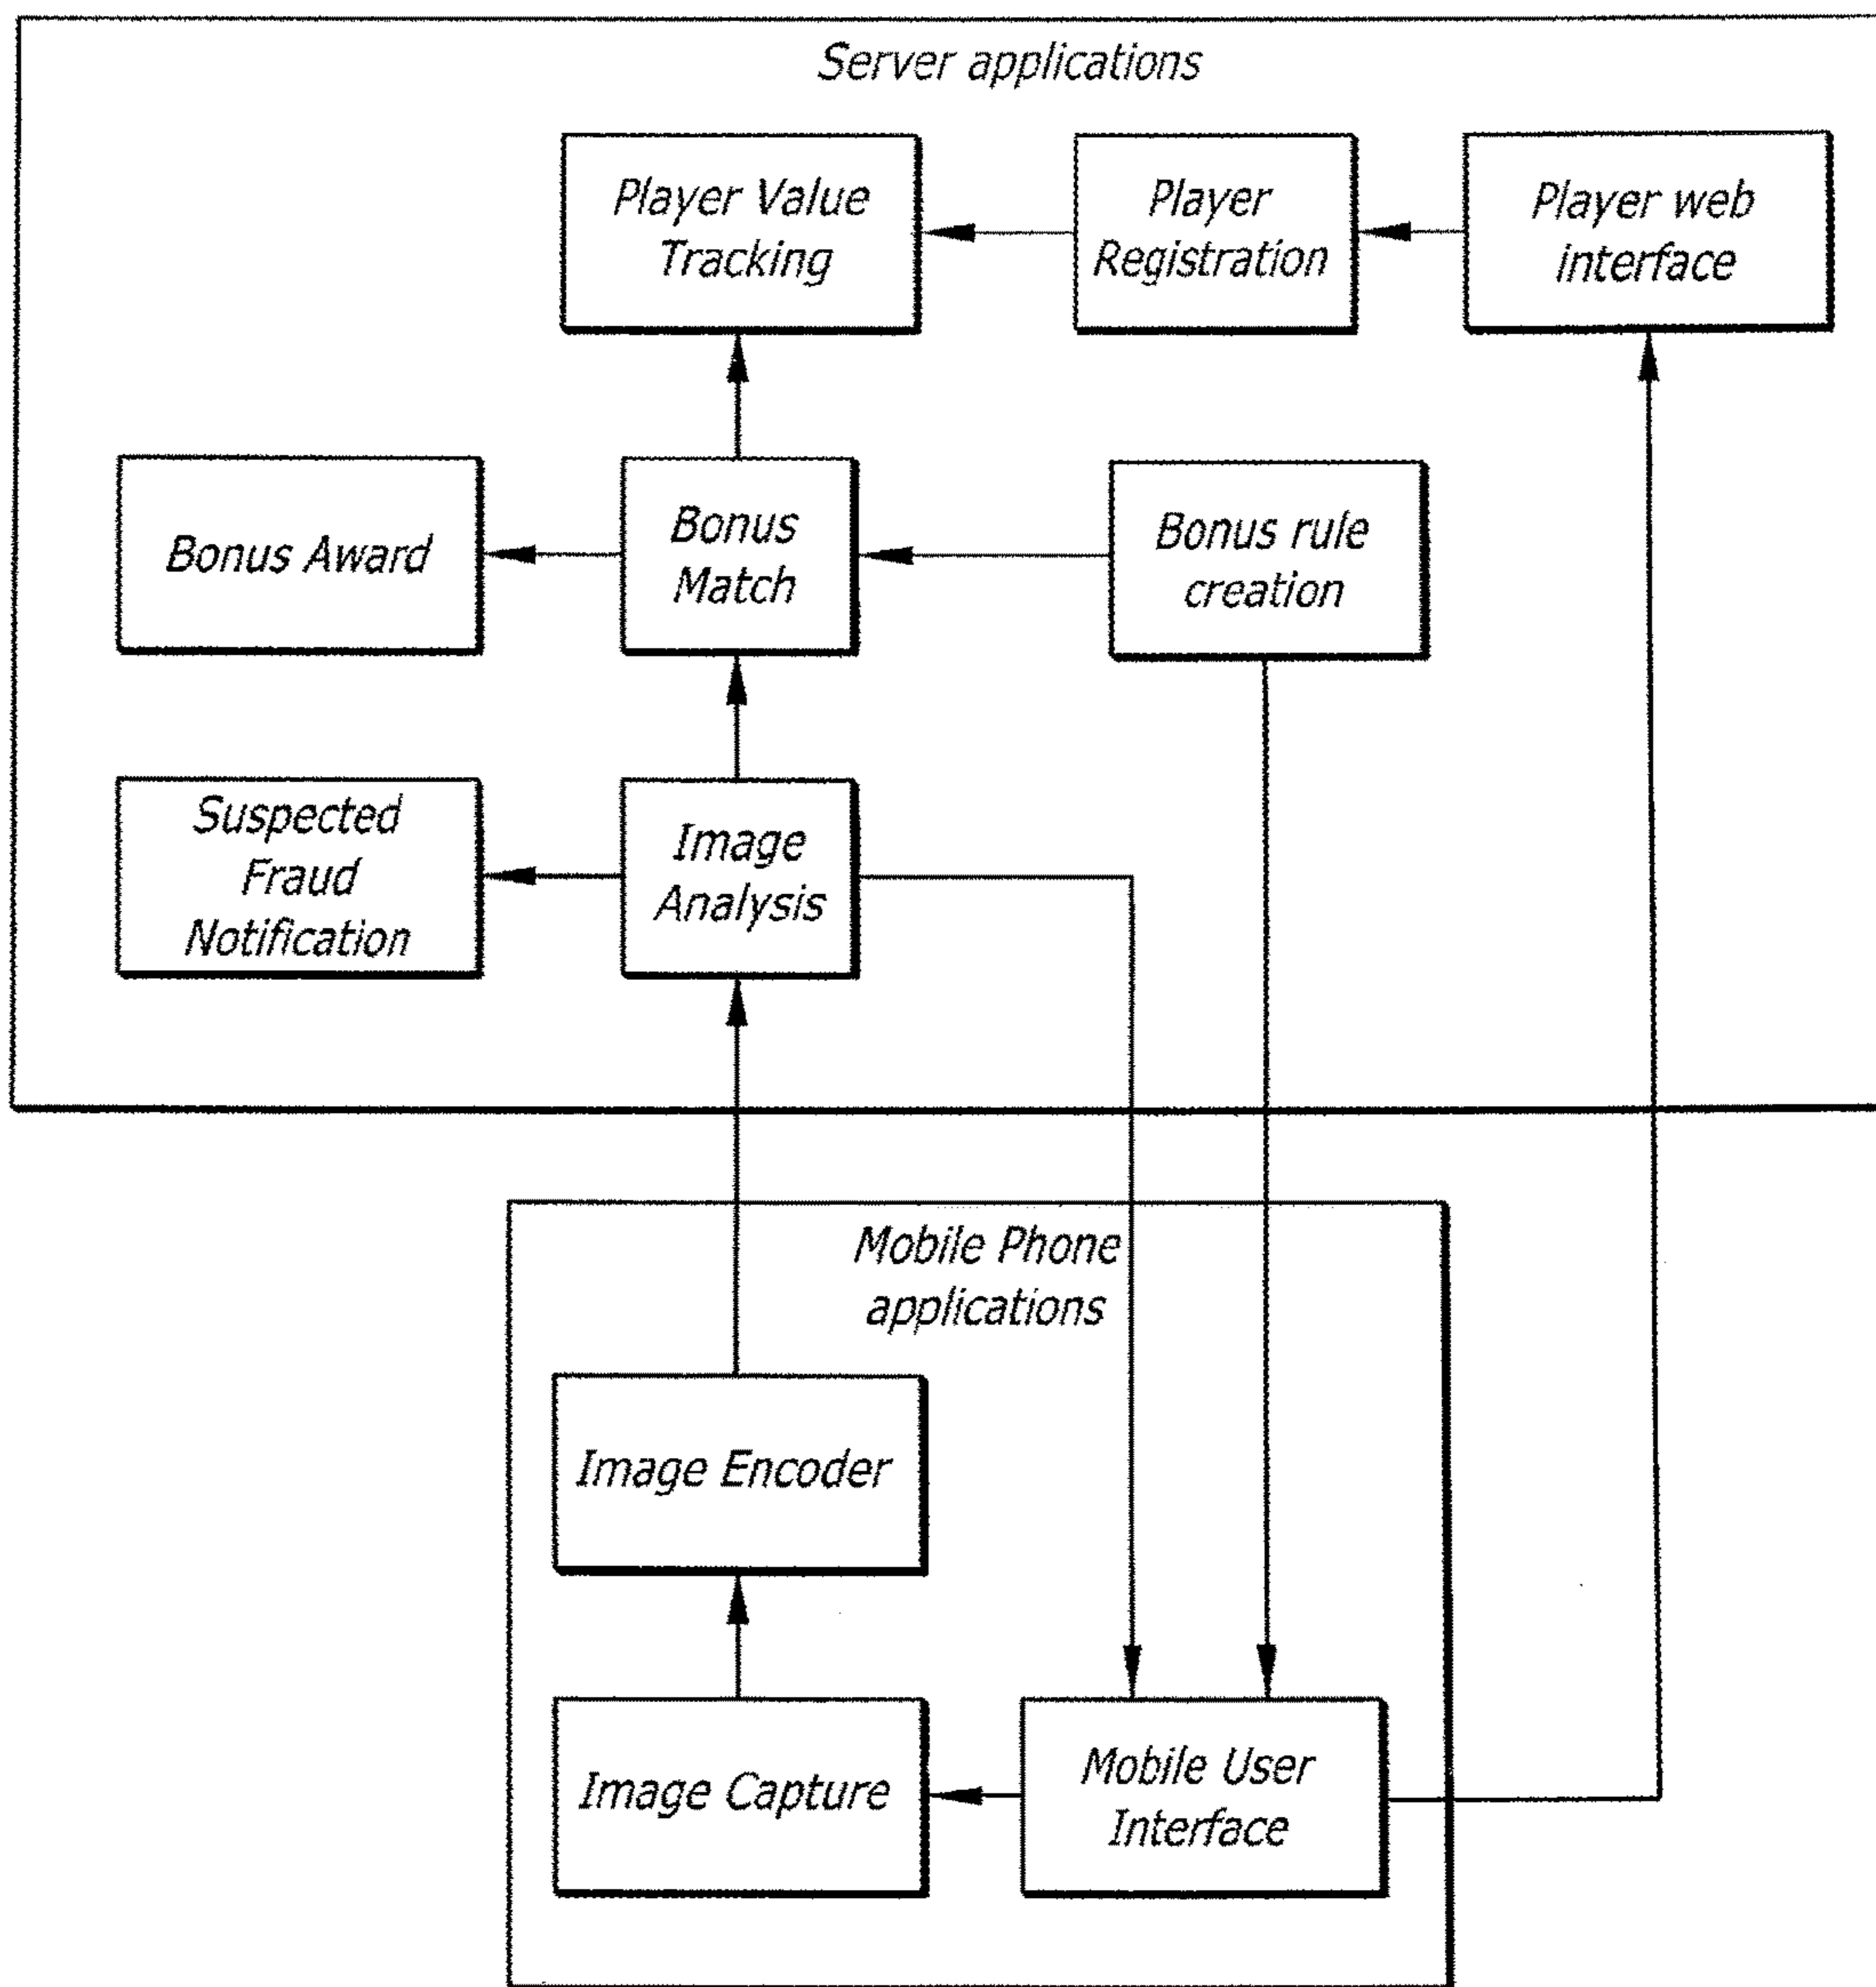 Server applications
Player Value
Tracking
Player
Registration
Player web
interface
Bonus Award
Bonus
Match
Bonus rule
creation
Suspected
Fraud
Notification
Image
Analysis
Mobile Phone
applications
Image Encoder
Image Capture
Mobile User
Interface